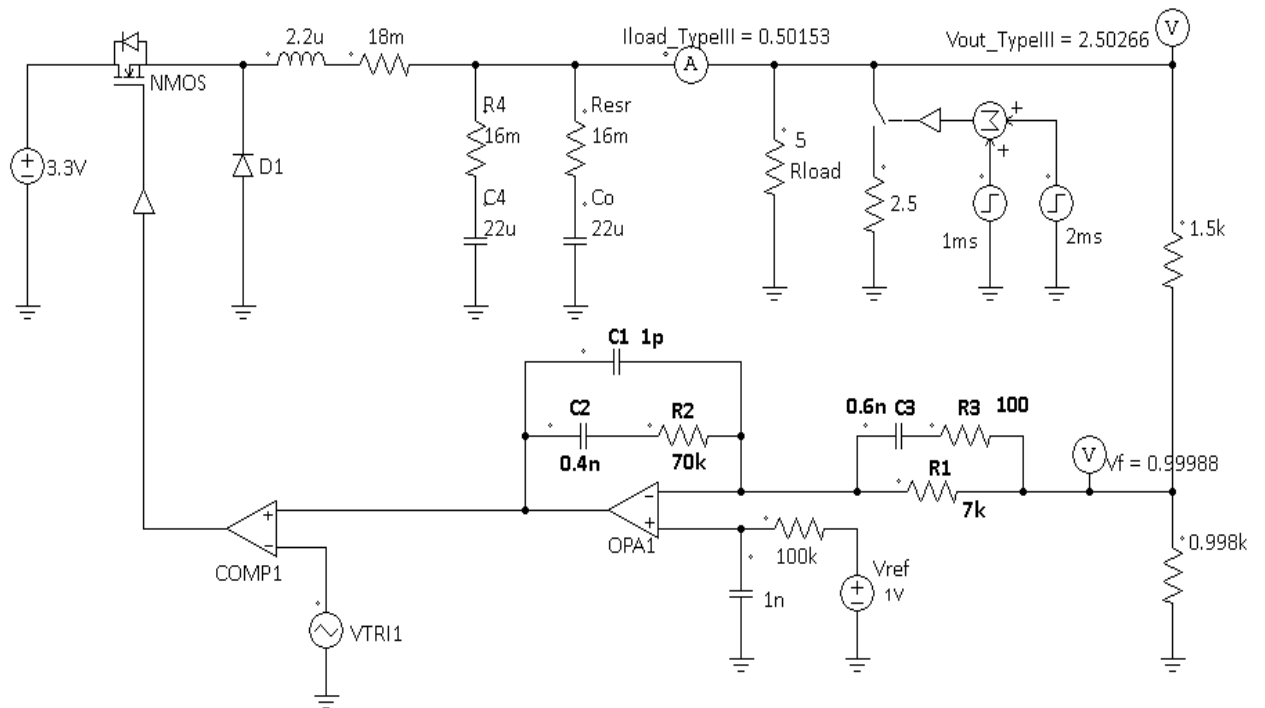 2.2u
18m
Iload_TypeIII = 0.50153
A
Vout_TypeIII = 2.50266
V
NMOS
3.3V
D1
R4
16m
C4
22u
Resr
16m
Co
22u
5
Rload
2.5
Σ
+
+
1ms
2ms
1.5k
C1 1p
C2
0.4n
R2
70k
0.6n C3 R3 100
R1
7k
V
Vf = 0.99988
OPA1
100k
1n
Vref
1V
0.998k
COMP1
VTRI1